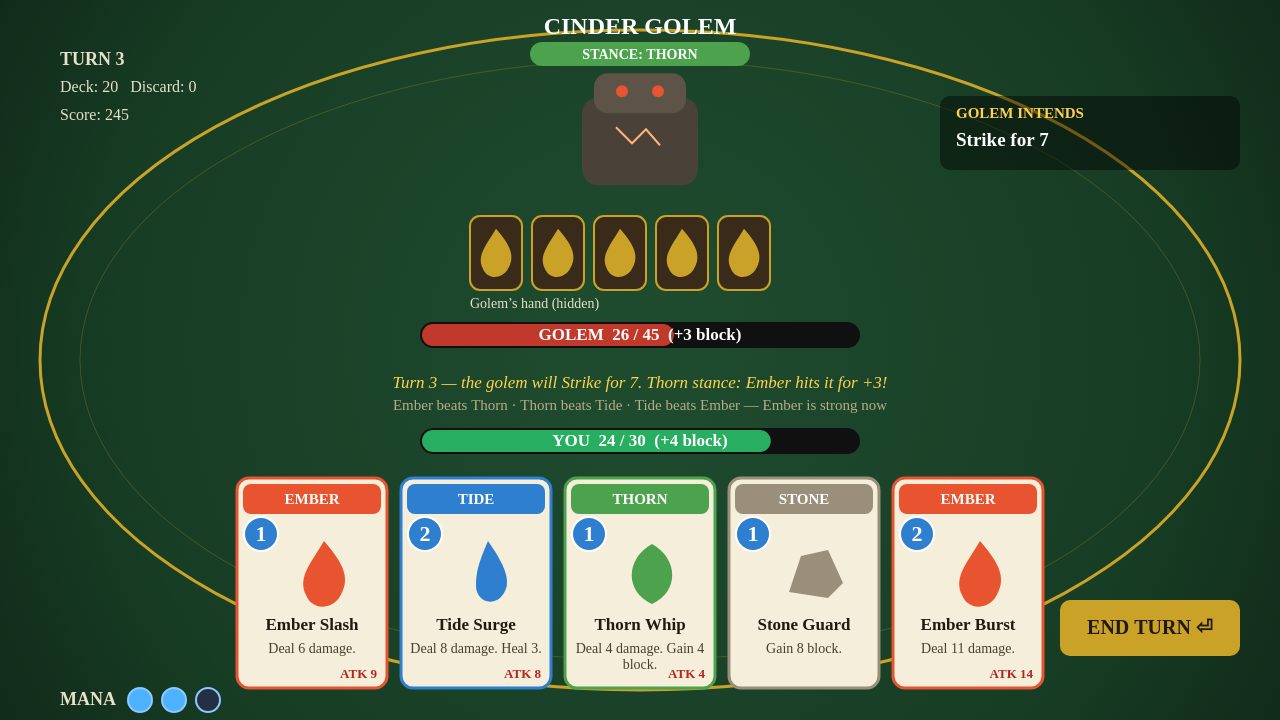 CINDER GOLEM
STANCE: THORN
TURN 3
Deck: 20 Discard: 0
Score: 245
GOLEM INTENDS
Strike for 7
Golem’s hand (hidden)
GOLEM 26 / 45 (+3 block)
Turn 3 — the golem will Strike for 7. Thorn stance: Ember hits it for +3!
Ember beats Thorn · Thorn beats Tide · Tide beats Ember — Ember is strong now
YOU 24 / 30 (+4 block)
EMBER
1
Ember Slash
Deal 6 damage.
ATK 9
TIDE
2
Tide Surge
Deal 8 damage. Heal 3.
ATK 8
THORN
1
Thorn Whip
Deal 4 damage. Gain 4
block.
ATK 4
STONE
1
Stone Guard
Gain 8 block.
EMBER
2
Ember Burst
Deal 11 damage.
ATK 14
END TURN ⏎
MANA